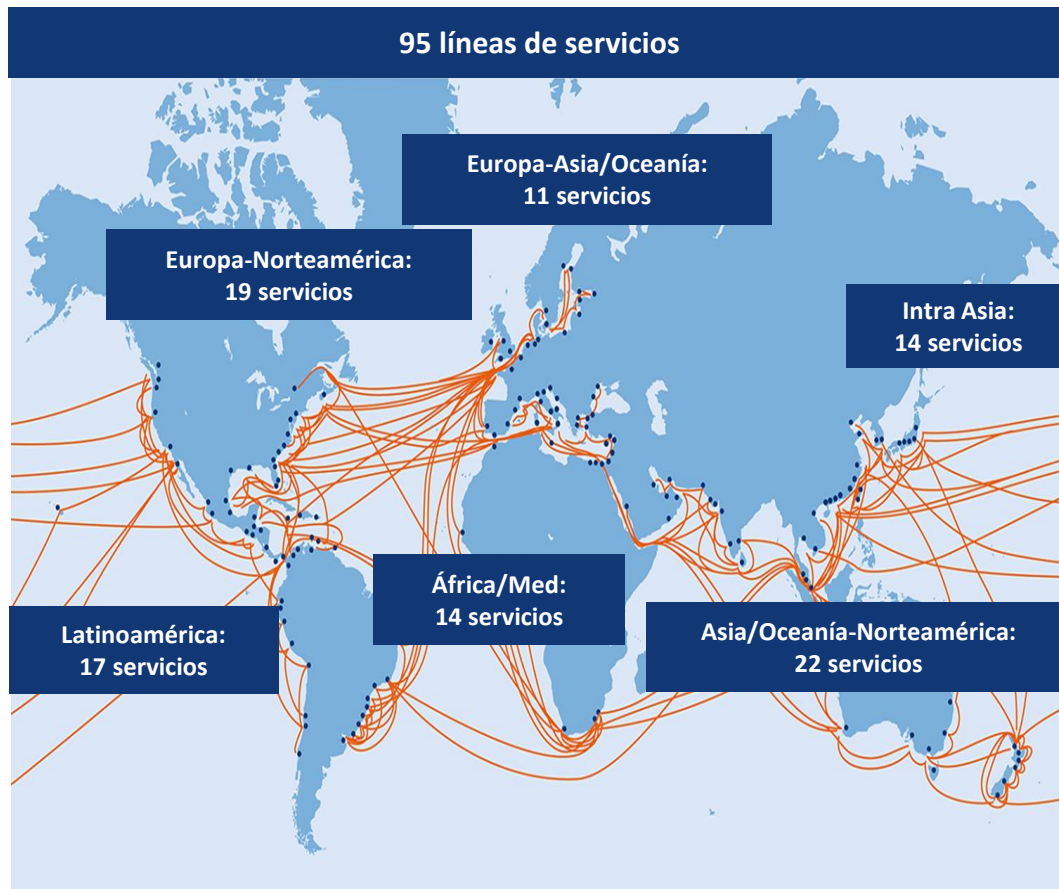 95 líneas de servicios
Europa-Asia/Oceanía:
11 servicios
Europa-Norteamérica:
19 servicios
Intra Asia:
14 servicios
África/Med:
14 servicios
Latinoamérica:
17 servicios
Asia/Oceanía-Norteamérica:
22 servicios